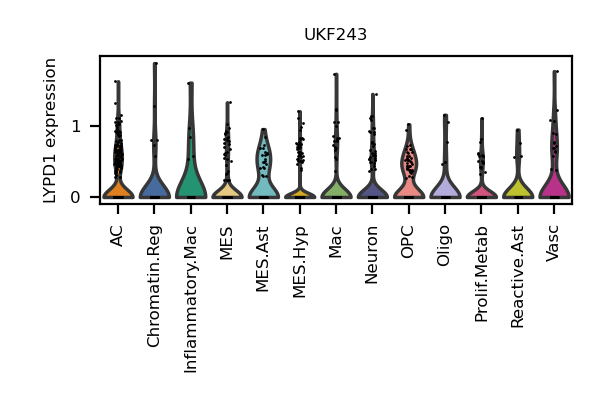 UKF243
LYPD1 expression
1
0
AC
Chromatin.Reg
Inflammatory.Mac
MES
MES.Ast
MES.Hyp
Mac
Neuron
OPC
Oligo
Prolif.Metab
Reactive.Ast
Vasc